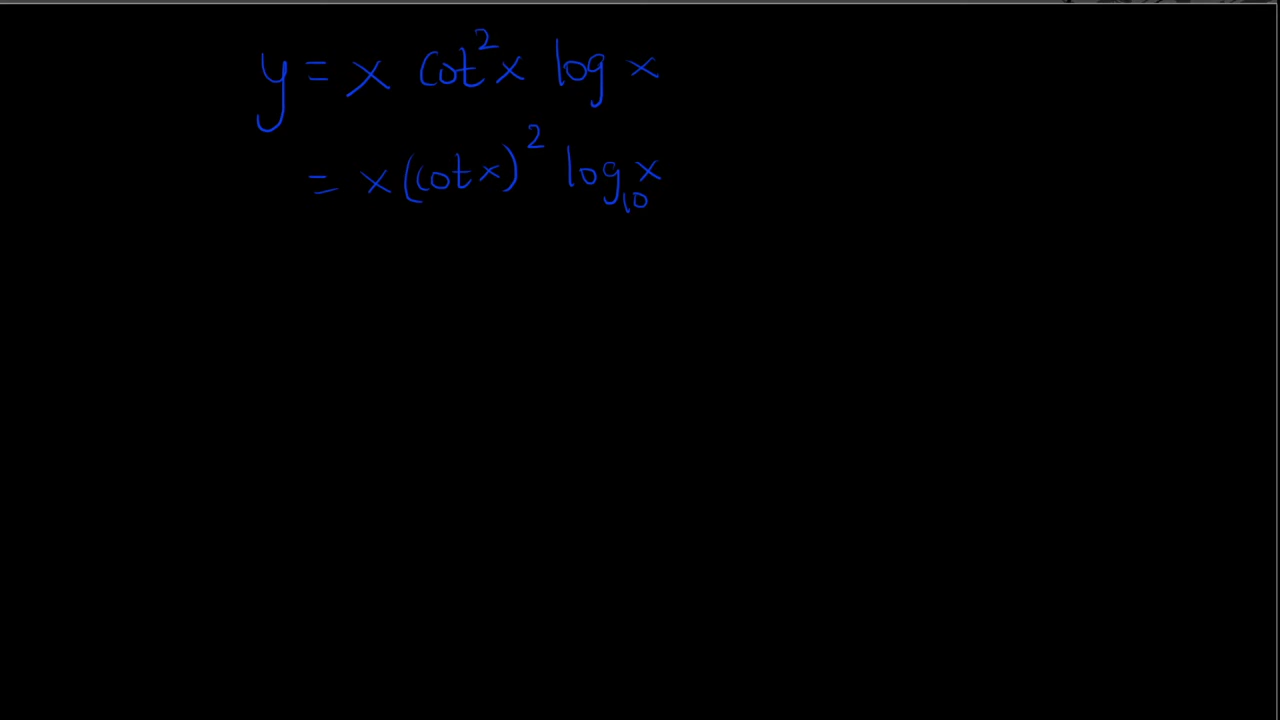 y = x cot²x log x
= x(cot x)² log₁₀ x